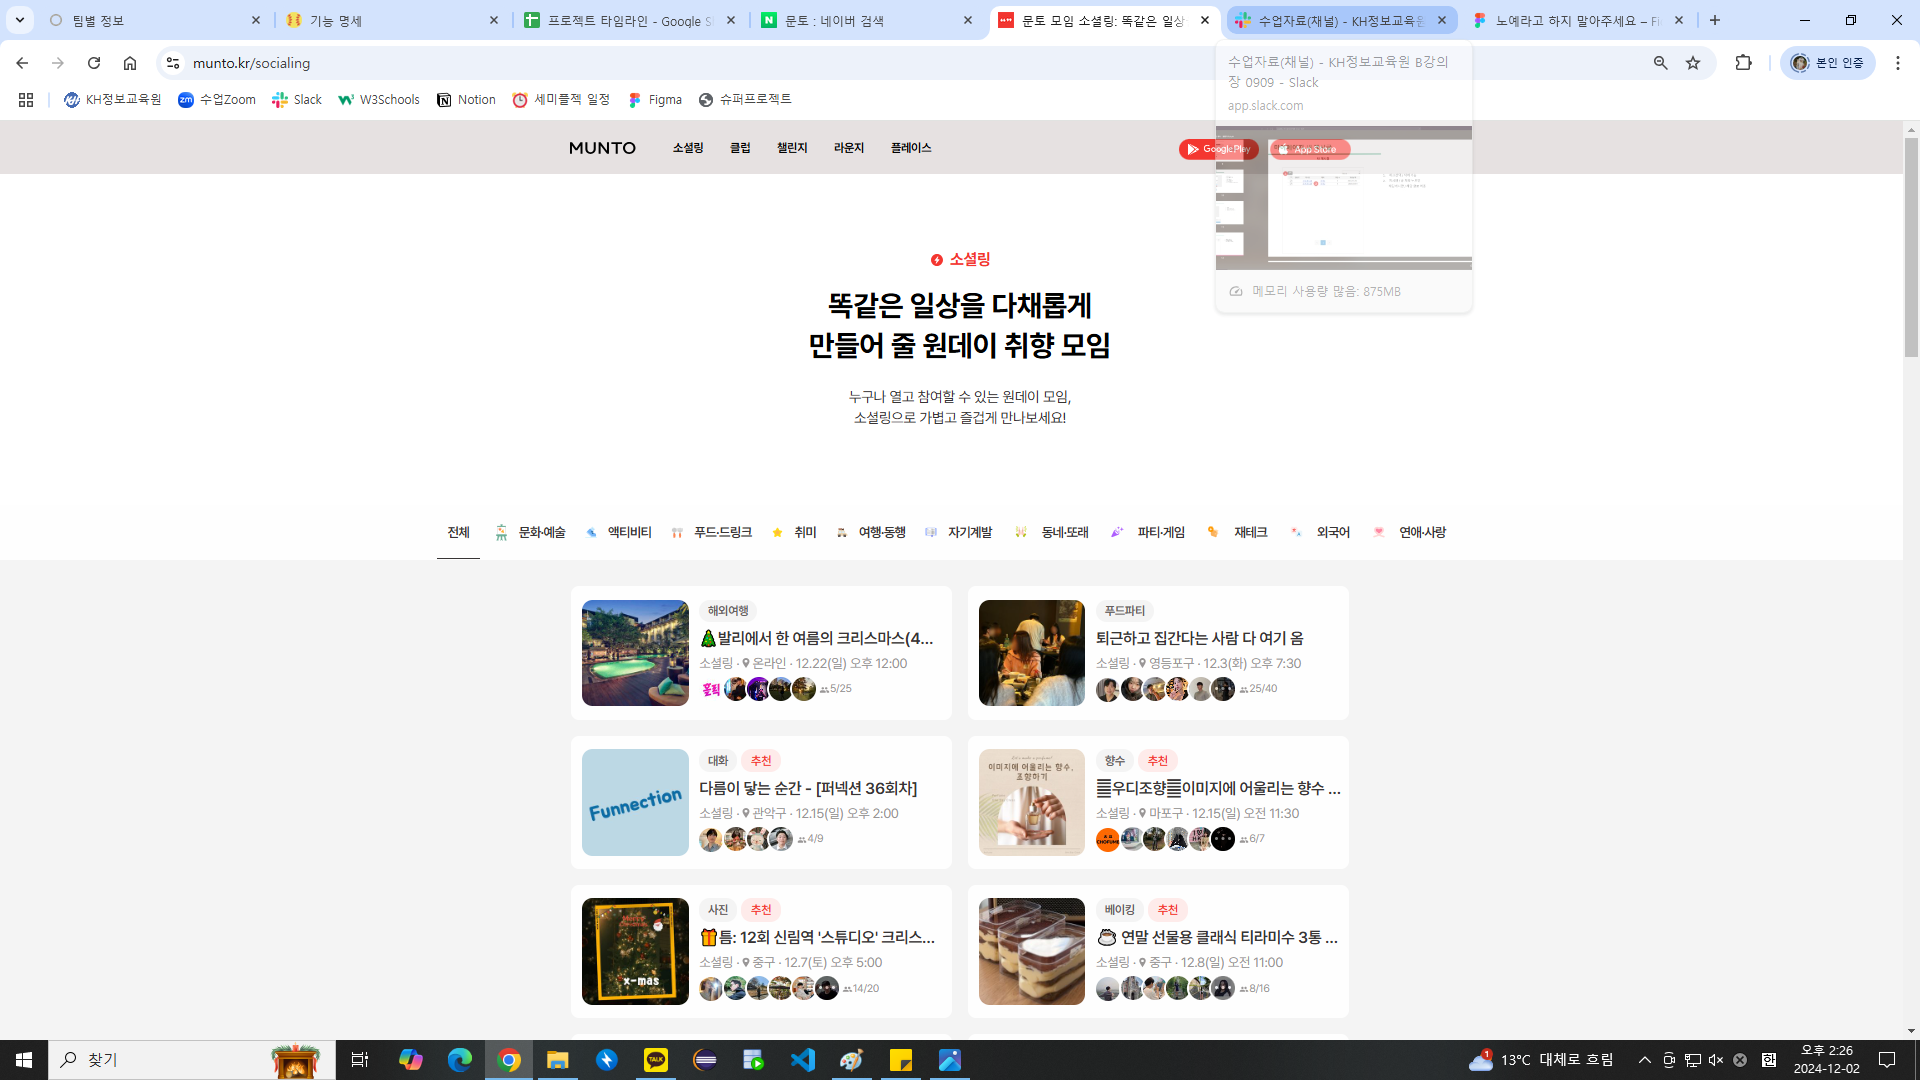 팀별 정보
기능 명세
프로젝트 타임라인 - Google S
문토 : 네이버 검색
문토 모임 소셜링: 똑같은 일상
수업자료(채널) - KH정보교육원
노예라고 하지 말아주세요 – Fi
munto.kr/socialing
본인 인증
수업자료(채널) - KH정보교육원 B강의
장 0909 - Slack
app.slack.com
메모리 사용량 많음: 875MB
KH정보교육원
수업Zoom
Slack
W3Schools
Notion
세미플젝 일정
Figma
슈퍼프로젝트
MUNTO
소셜링
클럽
챌린지
라운지
플레이스
Google Play
App Store
소셜링
똑같은 일상을 다채롭게
만들어 줄 원데이 취향 모임
누구나 열고 참여할 수 있는 원데이 모임,
소셜링으로 가볍고 즐겁게 만나보세요!
전체
문화·예술
액티비티
푸드·드링크
취미
여행·동행
자기계발
동네·또래
파티·게임
재테크
외국어
연애·사랑
해외여행
🎄발리에서 한 여름의 크리스마스(4...
소셜링 · 온라인 · 12.22(일) 오후 12:00
5/25
푸드파티
퇴근하고 집간다는 사람 다 여기 옴
소셜링 · 영등포구 · 12.3(화) 오후 7:30
25/40
Funnection
대화 추천
다름이 닿는 순간 - [퍼넥션 36회차]
소셜링 · 관악구 · 12.15(일) 오후 2:00
4/9
이미지에 어울리는 향수,
조향하기
향수 추천
䷀우디조향䷀이미지에 어울리는 향수 ...
소셜링 · 마포구 · 12.15(일) 오전 11:30
6/7
x-mas
사진 추천
🎁틈: 12회 신림역 '스튜디오' 크리스...
소셜링 · 중구 · 12.7(토) 오후 5:00
14/20
베이킹 추천
☕ 연말 선물용 클래식 티라미수 3통 ...
소셜링 · 중구 · 12.8(일) 오전 11:00
8/16
찾기
TALK
1
13°C 대체로 흐림
한
오후 2:26
2024-12-02